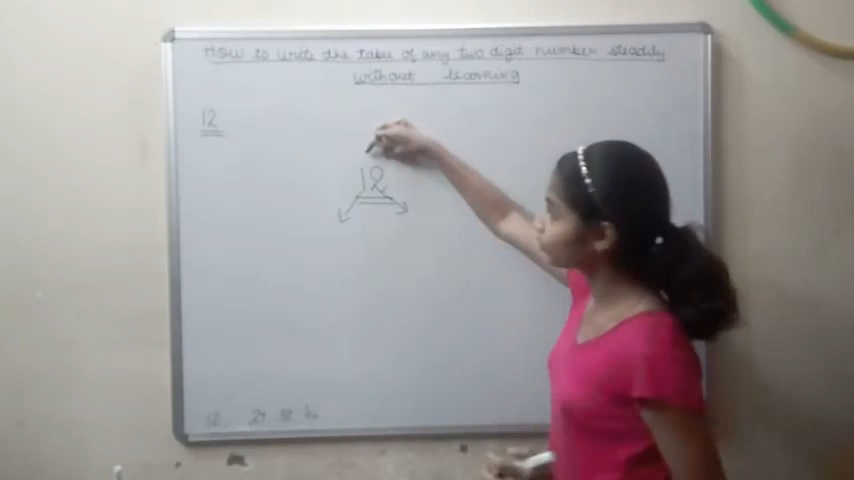 How to write the table of any two digit number steadily
without learning
12
12